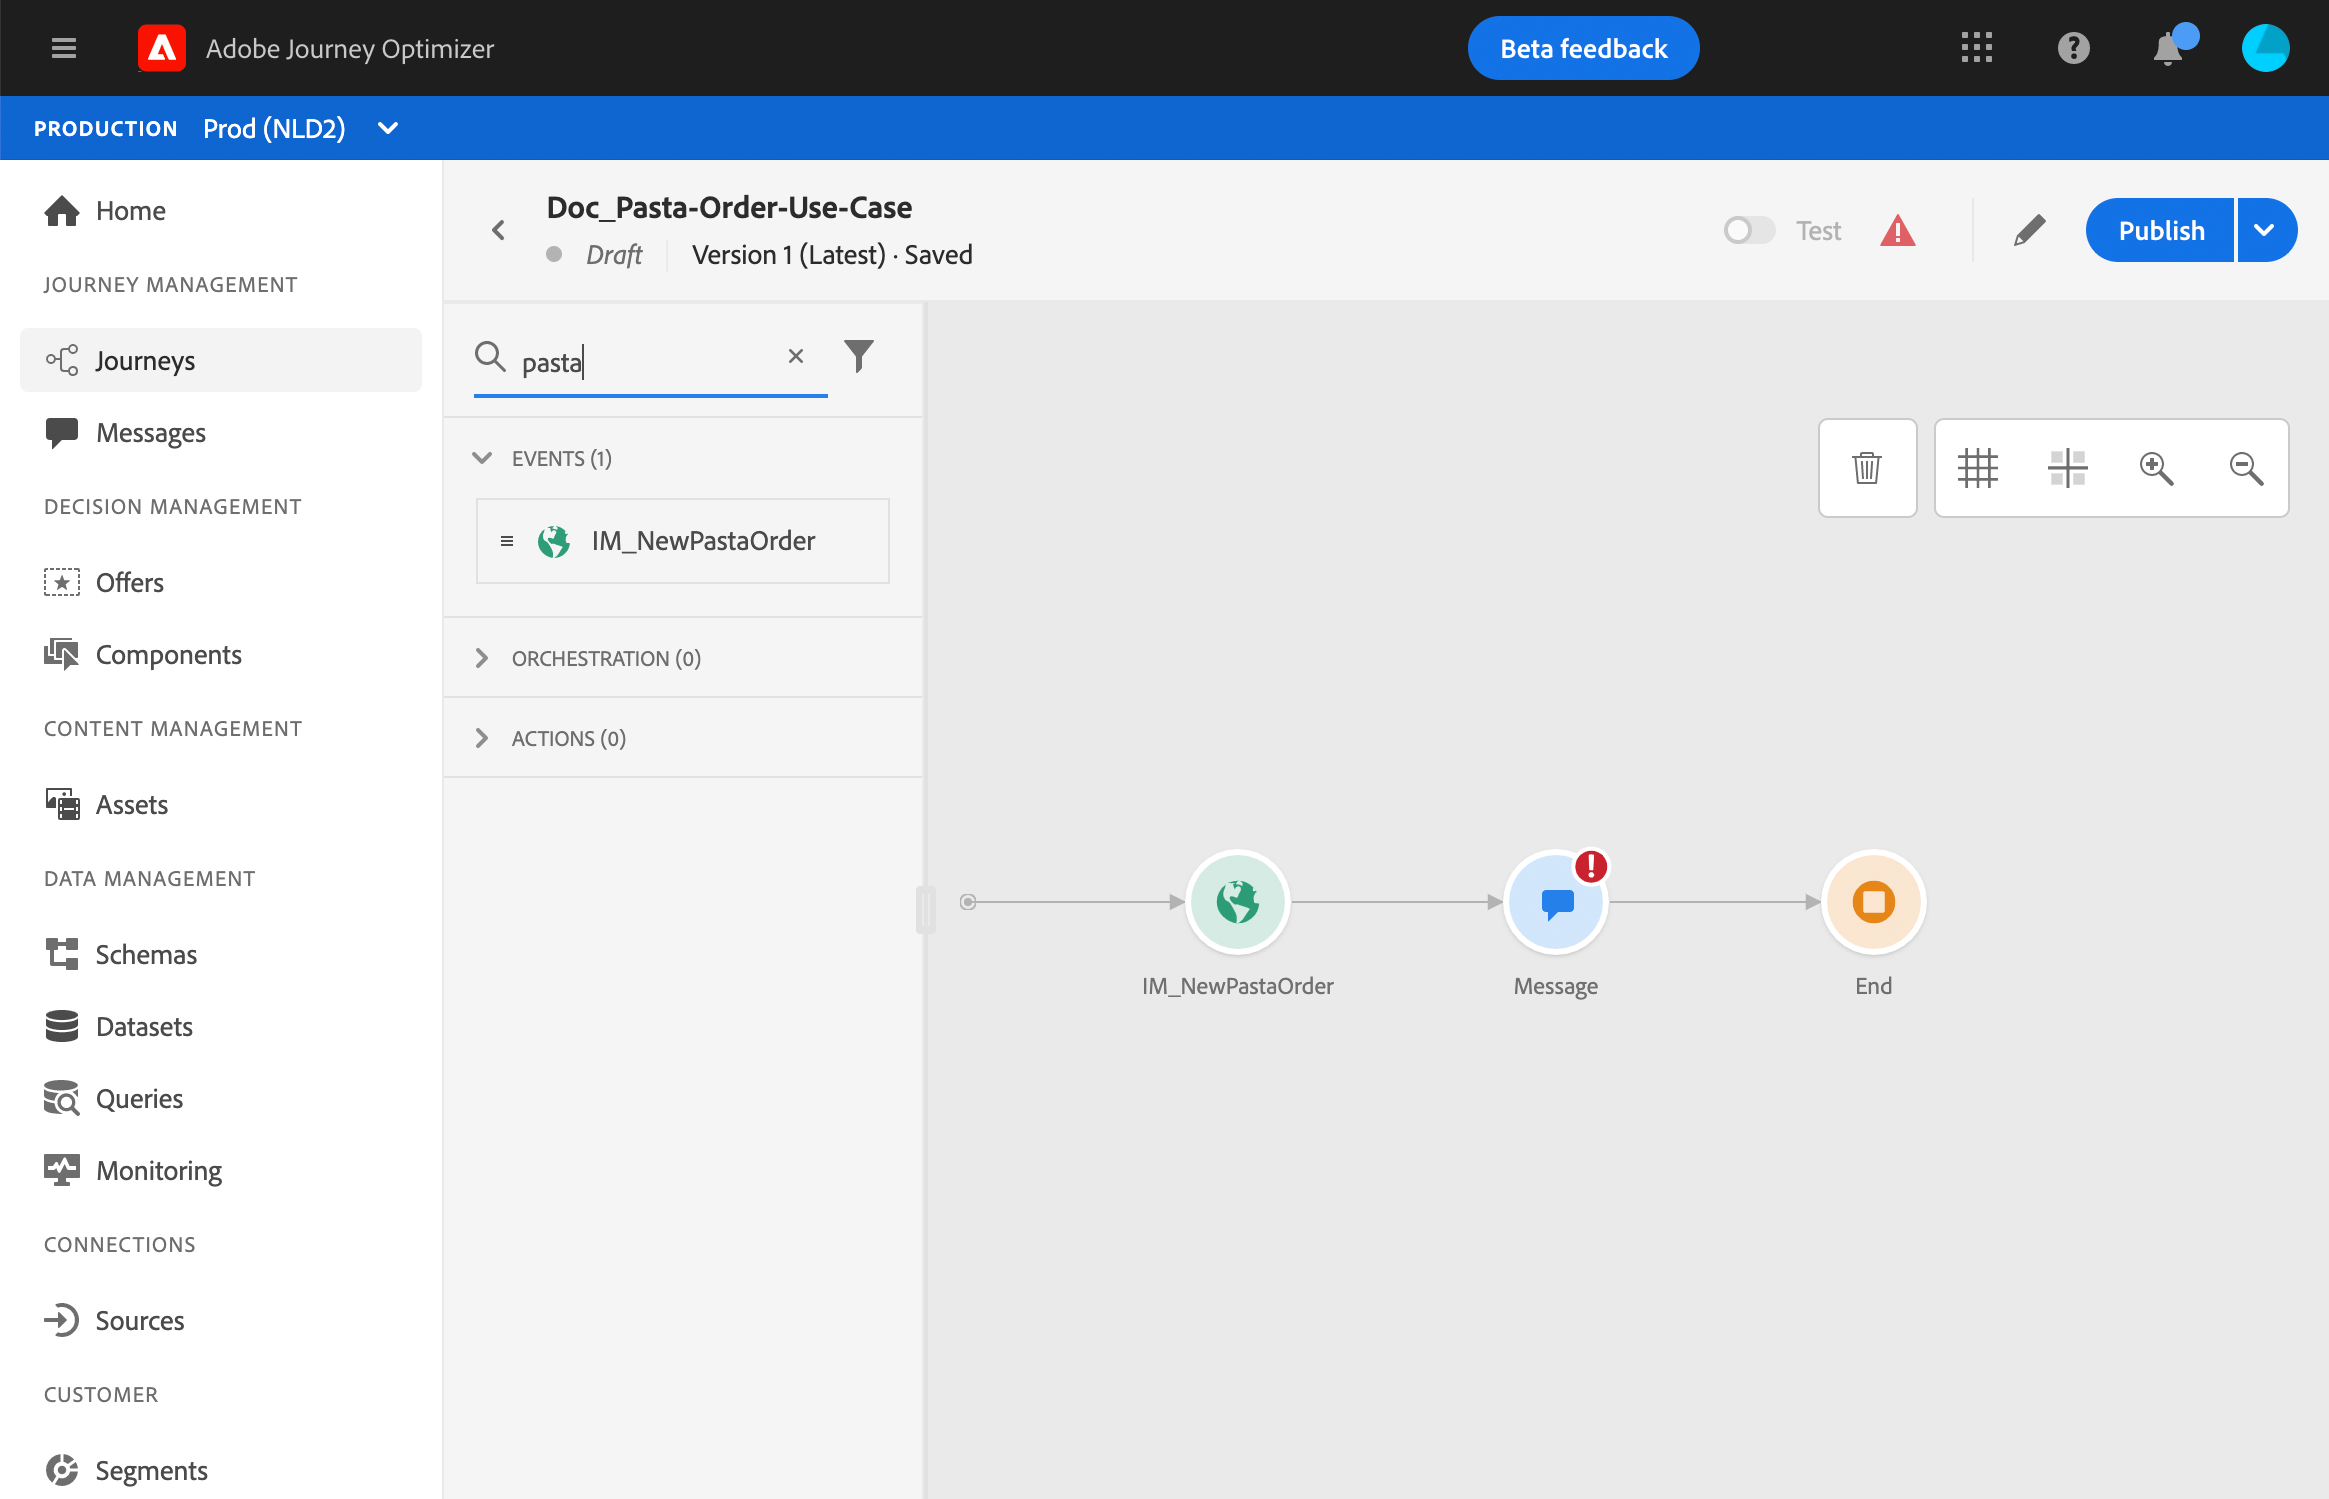 Adobe Journey Optimizer
Beta feedback
PRODUCTION Prod (NLD2)
Home
JOURNEY MANAGEMENT
Journeys
Messages
DECISION MANAGEMENT
Offers
Components
CONTENT MANAGEMENT
Assets
DATA MANAGEMENT
Schemas
Datasets
Queries
Monitoring
CONNECTIONS
Sources
CUSTOMER
Segments
Doc_Pasta-Order-Use-Case
Draft
Version 1 (Latest) · Saved
Test
Publish
pasta
EVENTS (1)
IM_NewPastaOrder
ORCHESTRATION (0)
ACTIONS (0)
IM_NewPastaOrder
Message
End